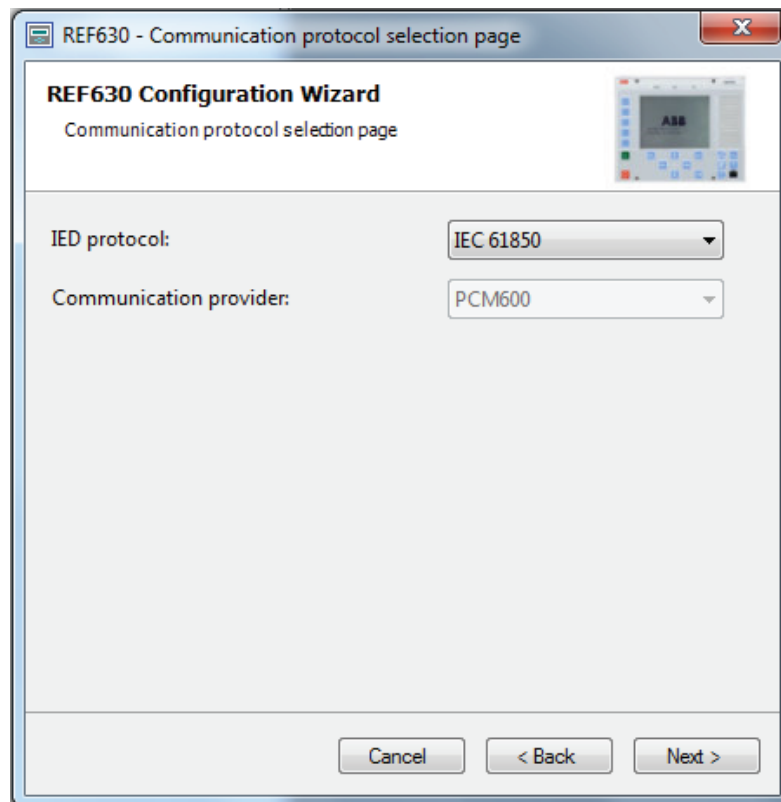 REF630 - Communication protocol selection page
REF630 Configuration Wizard
Communication protocol selection page
ABB
IED protocol:
IEC 61850
Communication provider:
PCM600
Cancel
< Back
Next >